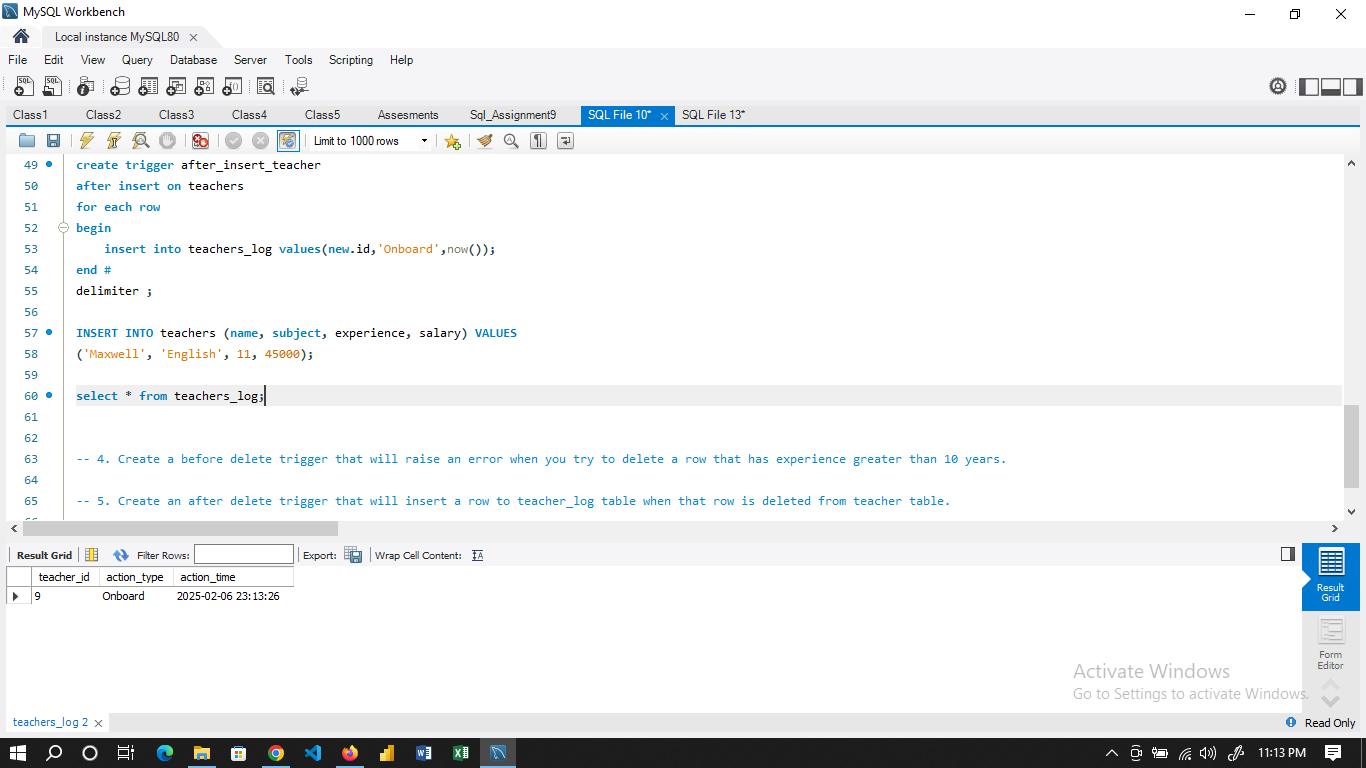 MySQL Workbench
Local instance MySQL80
File Edit View Query Database Server Tools Scripting Help
Class1 Class2 Class3 Class4 Class5 Assesments Sql_Assignment9 SQL File 10* SQL File 13*
Limit to 1000 rows
49 create trigger after_insert_teacher
50 after insert on teachers
51 for each row
52 begin
53 insert into teachers_log values(new.id,'Onboard',now());
54 end #
55 delimiter ;
56
57 INSERT INTO teachers (name, subject, experience, salary) VALUES
58 ('Maxwell', 'English', 11, 45000);
59
60 select * from teachers_log;
61
62
63 -- 4. Create a before delete trigger that will raise an error when you try to delete a row that has experience greater than 10 years.
64
65 -- 5. Create an after delete trigger that will insert a row to teacher_log table when that row is deleted from teacher table.
Result Grid Filter Rows: Export: Wrap Cell Content:
teacher_id action_type action_time
9 Onboard 2025-02-06 23:13:26
Result
Grid
Form
Editor
Activate Windows
Go to Settings to activate Windows.
teachers_log 2
Read Only
11:13 PM